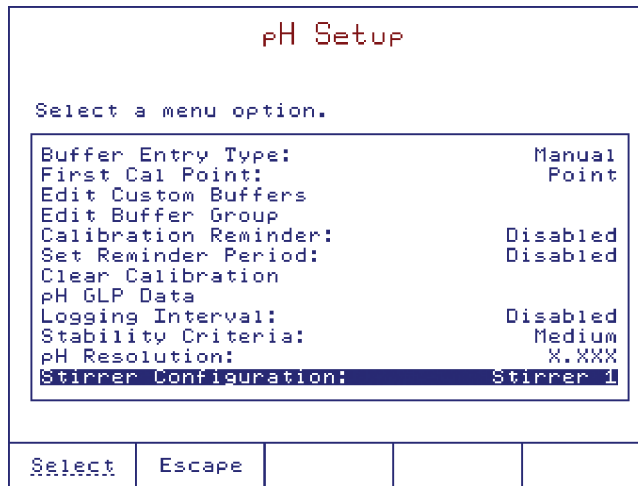 pH Setup
Select a menu option.
Buffer Entry Type: Manual
First Cal Point: Point
Edit Custom Buffers
Edit Buffer Group
Calibration Reminder: Disabled
Set Reminder Period: Disabled
Clear Calibration
pH GLP Data
Logging Interval: Disabled
Stability Criteria: Medium
pH Resolution: X.XXX
Stirrer Configuration: Stirrer 1
Select Escape